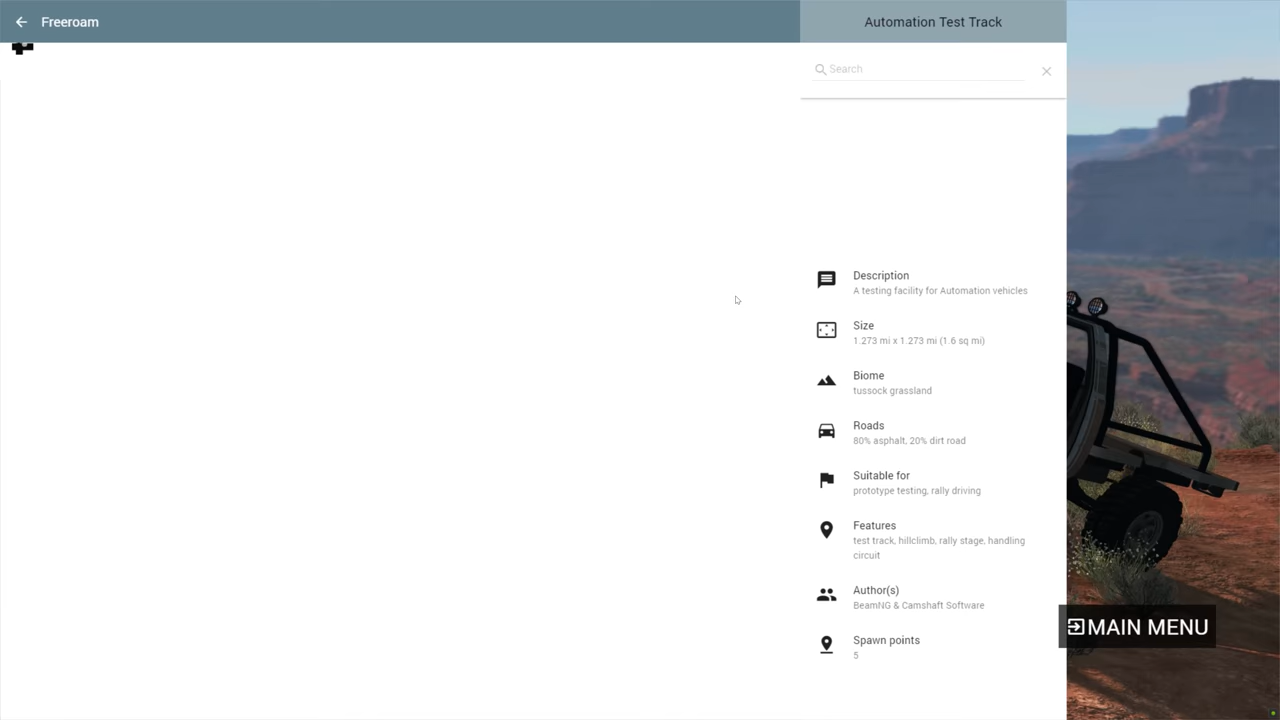 Freeroam
Automation Test Track
Search
Description
A testing facility for Automation vehicles
Size
1.273 mi x 1.273 mi (1.6 sq mi)
Biome
tussock grassland
Roads
80% asphalt, 20% dirt road
Suitable for
prototype testing, rally driving
Features
test track, hillclimb, rally stage, handling
circuit
Author(s)
BeamNG & Camshaft Software
Spawn points
5
MAIN MENU